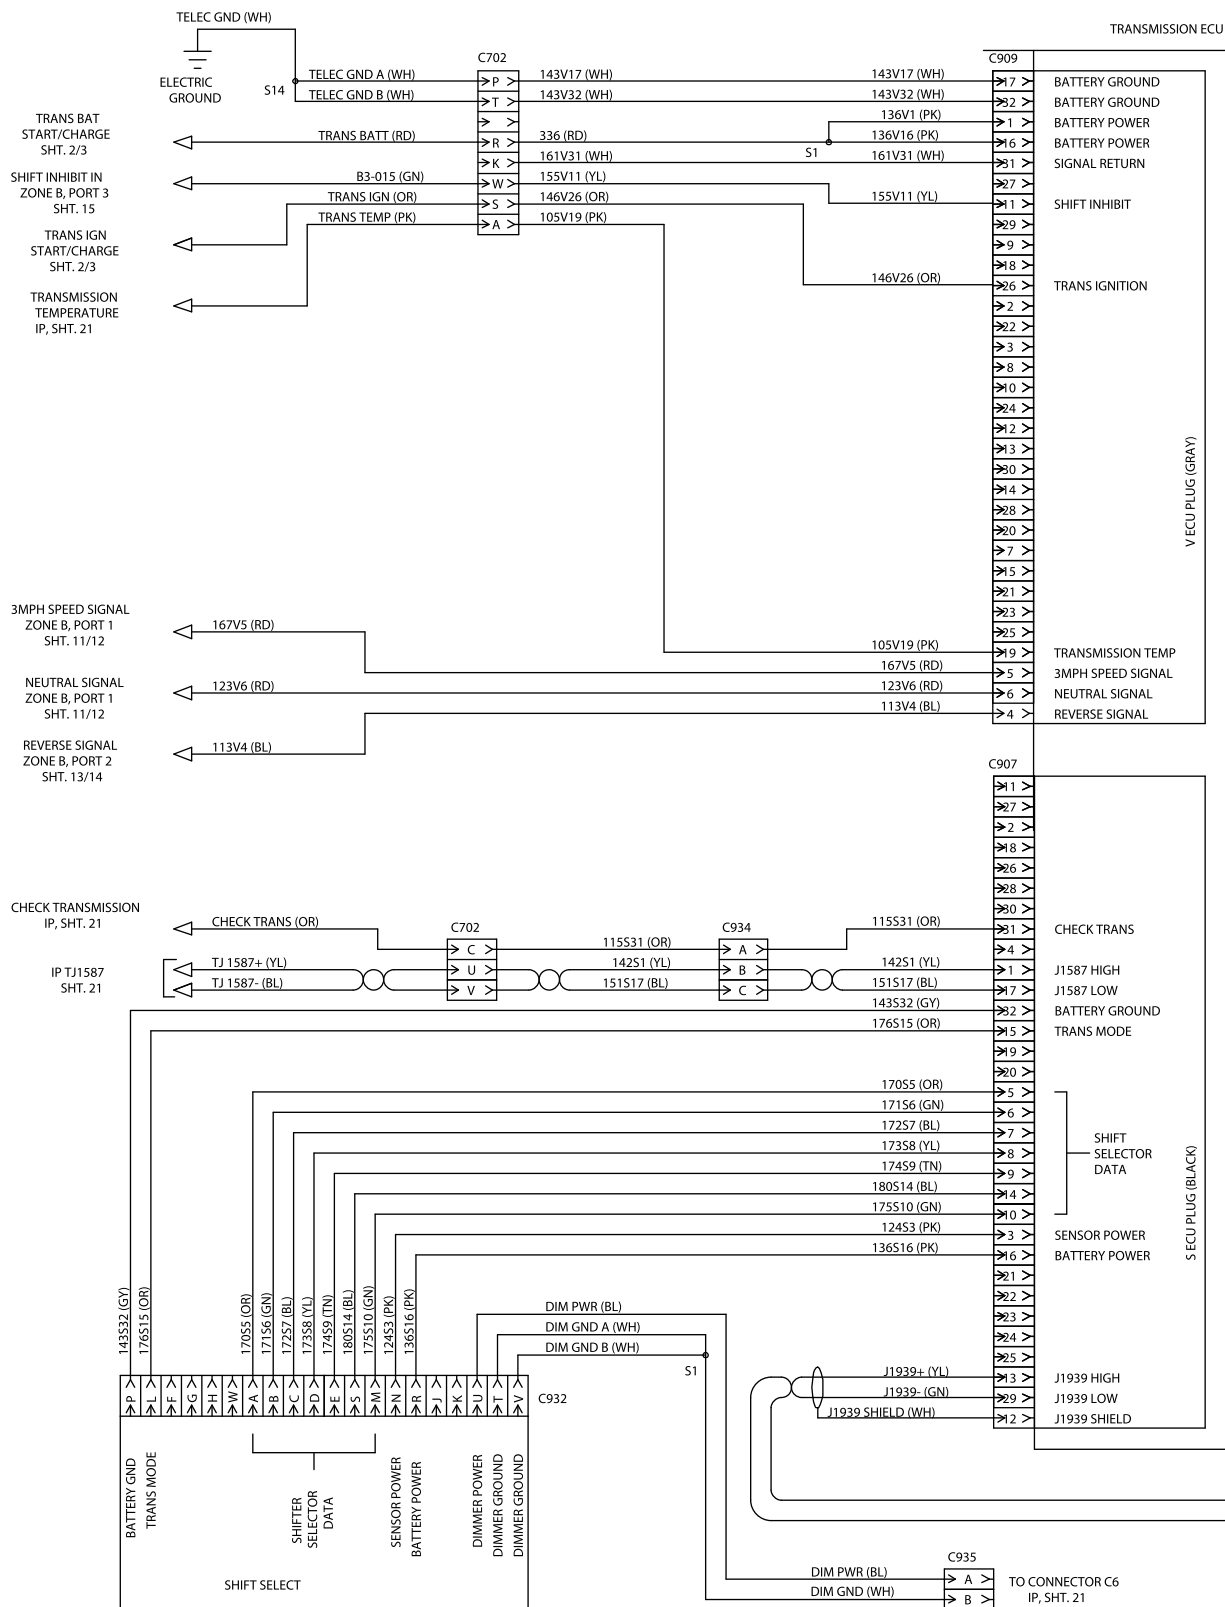 TELEC GND (WH)
TRANSMISSION ECU
ELECTRIC
GROUND
S14
C702
C909
TELEC GND A (WH)
P
143V17 (WH)
143V17 (WH)
17
BATTERY GROUND
TELEC GND B (WH)
T
143V32 (WH)
143V32 (WH)
32
BATTERY GROUND
136V1 (PK)
1
BATTERY POWER
TRANS BAT
START/CHARGE
SHT. 2/3
TRANS BATT (RD)
R
336 (RD)
S1
136V16 (PK)
16
BATTERY POWER
K
161V31 (WH)
161V31 (WH)
31
SIGNAL RETURN
SHIFT INHIBIT IN
ZONE B, PORT 3
SHT. 15
B3-015 (GN)
W
155V11 (YL)
27
TRANS IGN (OR)
S
146V26 (OR)
155V11 (YL)
11
SHIFT INHIBIT
TRANS TEMP (PK)
A
105V19 (PK)
29
TRANS IGN
START/CHARGE
SHT. 2/3
9
18
146V26 (OR)
26
TRANS IGNITION
TRANSMISSION
TEMPERATURE
IP, SHT. 21
2
22
3
8
10
24
12
13
30
14
28
20
7
15
21
23
25
V ECU PLUG (GRAY)
105V19 (PK)
19
TRANSMISSION TEMP
3MPH SPEED SIGNAL
ZONE B, PORT 1
SHT. 11/12
167V5 (RD)
167V5 (RD)
5
3MPH SPEED SIGNAL
NEUTRAL SIGNAL
ZONE B, PORT 1
SHT. 11/12
123V6 (RD)
123V6 (RD)
6
NEUTRAL SIGNAL
113V4 (BL)
4
REVERSE SIGNAL
REVERSE SIGNAL
ZONE B, PORT 2
SHT. 13/14
113V4 (BL)
C907
11
27
2
18
26
28
30
CHECK TRANSMISSION
IP, SHT. 21
CHECK TRANS (OR)
C702
C934
115S31 (OR)
31
CHECK TRANS
C
115S31 (OR)
A
4
IP TJ1587
SHT. 21
TJ 1587+ (YL)
U
142S1 (YL)
B
142S1 (YL)
1
J1587 HIGH
TJ 1587- (BL)
V
151S17 (BL)
C
151S17 (BL)
17
J1587 LOW
143S32 (GY)
32
BATTERY GROUND
176S15 (OR)
15
TRANS MODE
19
20
170S5 (OR)
5
171S6 (GN)
6
172S7 (BL)
7
173S8 (YL)
8
174S9 (TN)
9
180S14 (BL)
14
175S10 (GN)
10
SHIFT
SELECTOR
DATA
124S3 (PK)
3
SENSOR POWER
136S16 (PK)
16
BATTERY POWER
S ECU PLUG (BLACK)
21
22
23
24
25
J1939+ (YL)
13
J1939 HIGH
J1939- (GN)
29
J1939 LOW
J1939 SHIELD (WH)
12
J1939 SHIELD
143S32 (GY)
176S15 (OR)
170S5 (OR)
171S6 (GN)
172S7 (BL)
173S8 (YL)
174S9 (TN)
180S14 (BL)
175S10 (GN)
124S3 (PK)
136S16 (PK)
DIM PWR (BL)
DIM GND A (WH)
DIM GND B (WH)
S1
P
L
F
G
H
W
A
B
C
D
E
S
M
N
R
J
K
U
T
V
C932
BATTERY GND
TRANS MODE
SHIFTER
SELECTOR
DATA
SENSOR POWER
BATTERY POWER
DIMMER POWER
DIMMER GROUND
DIMMER GROUND
SHIFT SELECT
C935
DIM PWR (BL)
A
DIM GND (WH)
B
TO CONNECTOR C6
IP, SHT. 21